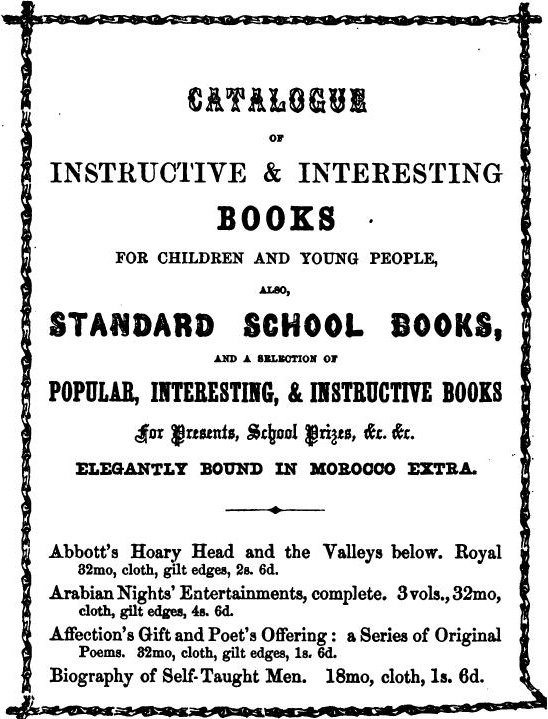 CATALOGUE
OF
INSTRUCTIVE & INTERESTING
BOOKS
FOR CHILDREN AND YOUNG PEOPLE,
ALSO,
STANDARD SCHOOL BOOKS,
AND A SELECTION OF
POPULAR, INTERESTING, & INSTRUCTIVE BOOKS
for Presents, School Prizes, &c. &c.
ELEGANTLY BOUND IN MOROCCO EXTRA.
Abbott's Hoary Head and the Valleys below. Royal
32mo, cloth, gilt edges, 2s. 6d.
Arabian Nights' Entertainments, complete. 3 vols., 32mo,
cloth, gilt edges, 4s. 6d.
Affection's Gift and Poet's Offering: a Series of Original
Poems. 32mo, cloth, gilt edges, 1s. 6d.
Biography of Self-Taught Men. 18mo, cloth, 1s. 6d.